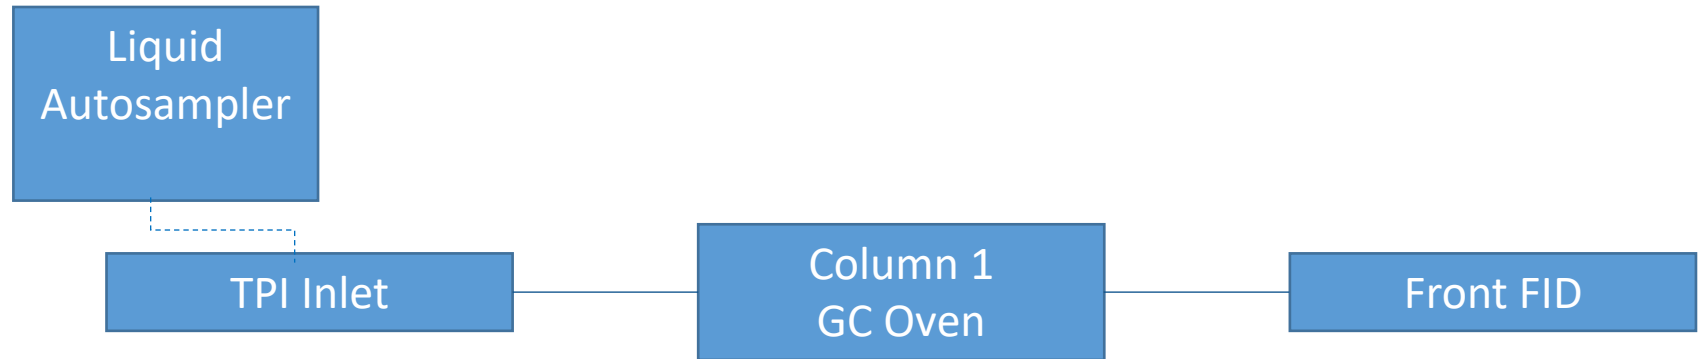 Liquid
Autosampler
TPI Inlet
Column 1
GC Oven
Front FID